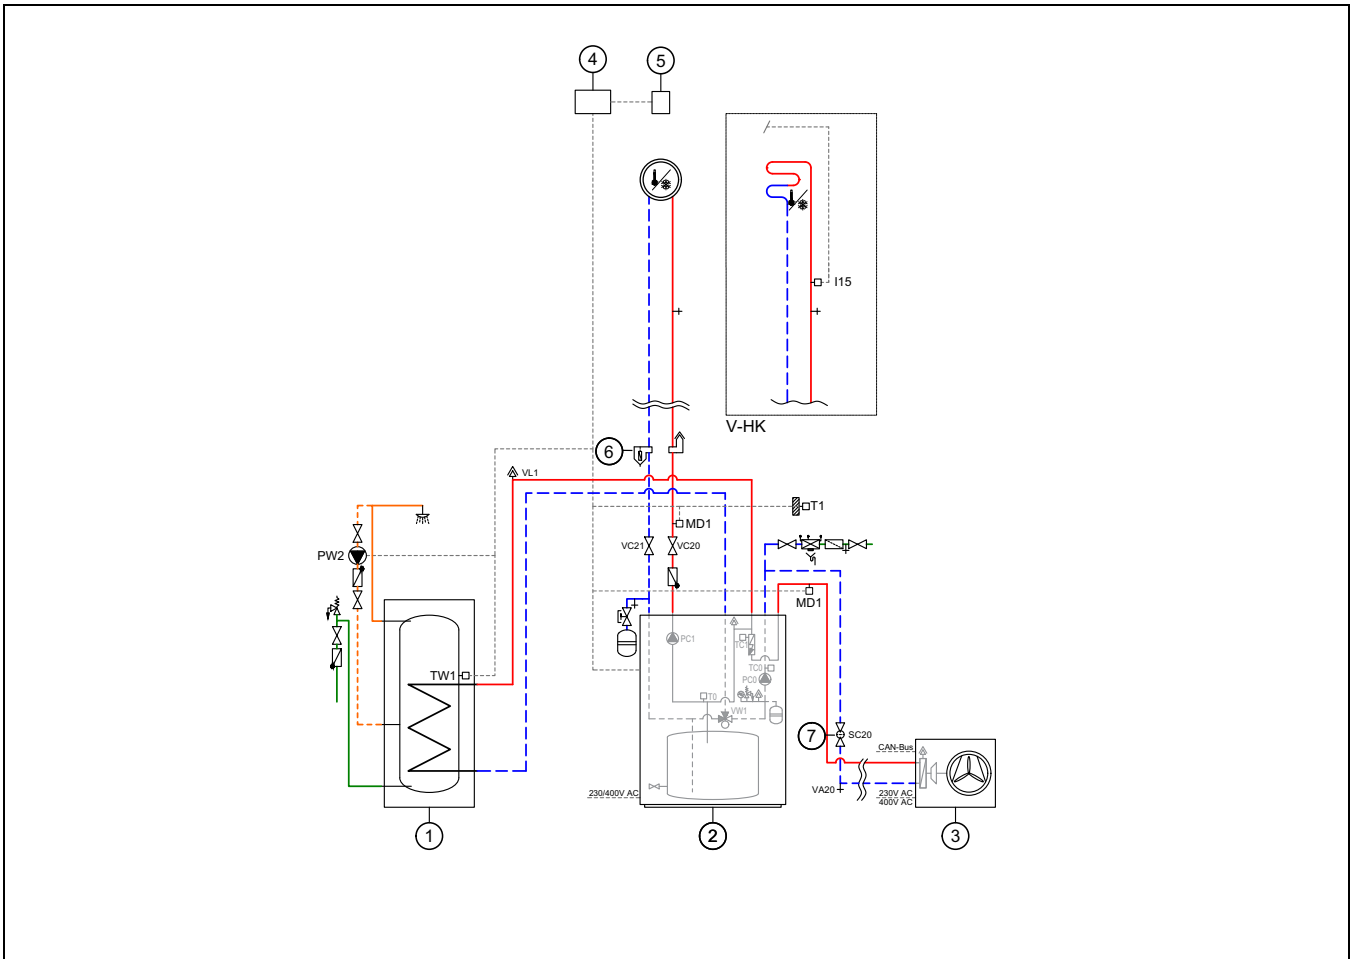 4
5
I15
V-HK
6
VL1
T1
MD1
PW2
VC21
VC20
MD1
PC1
TC1
TC0
TW1
PC0
T0
VW1
7
SC20
CAN-Bus
230/400V AC
VA20
230V AC
400V AC
1
2
3